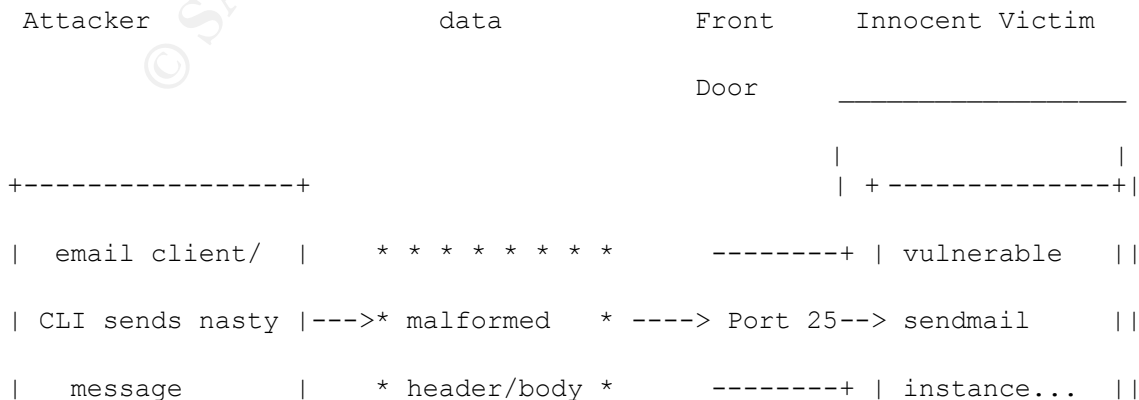 Attacker data Front Innocent Victim
Door __________________
| |
+-----------------+ | + --------------+|
| email client/ | * * * * * * * * --------+ | vulnerable ||
| CLI sends nasty |--->* malformed * ----> Port 25--> sendmail ||
| message | * header/body * --------+ | instance... ||